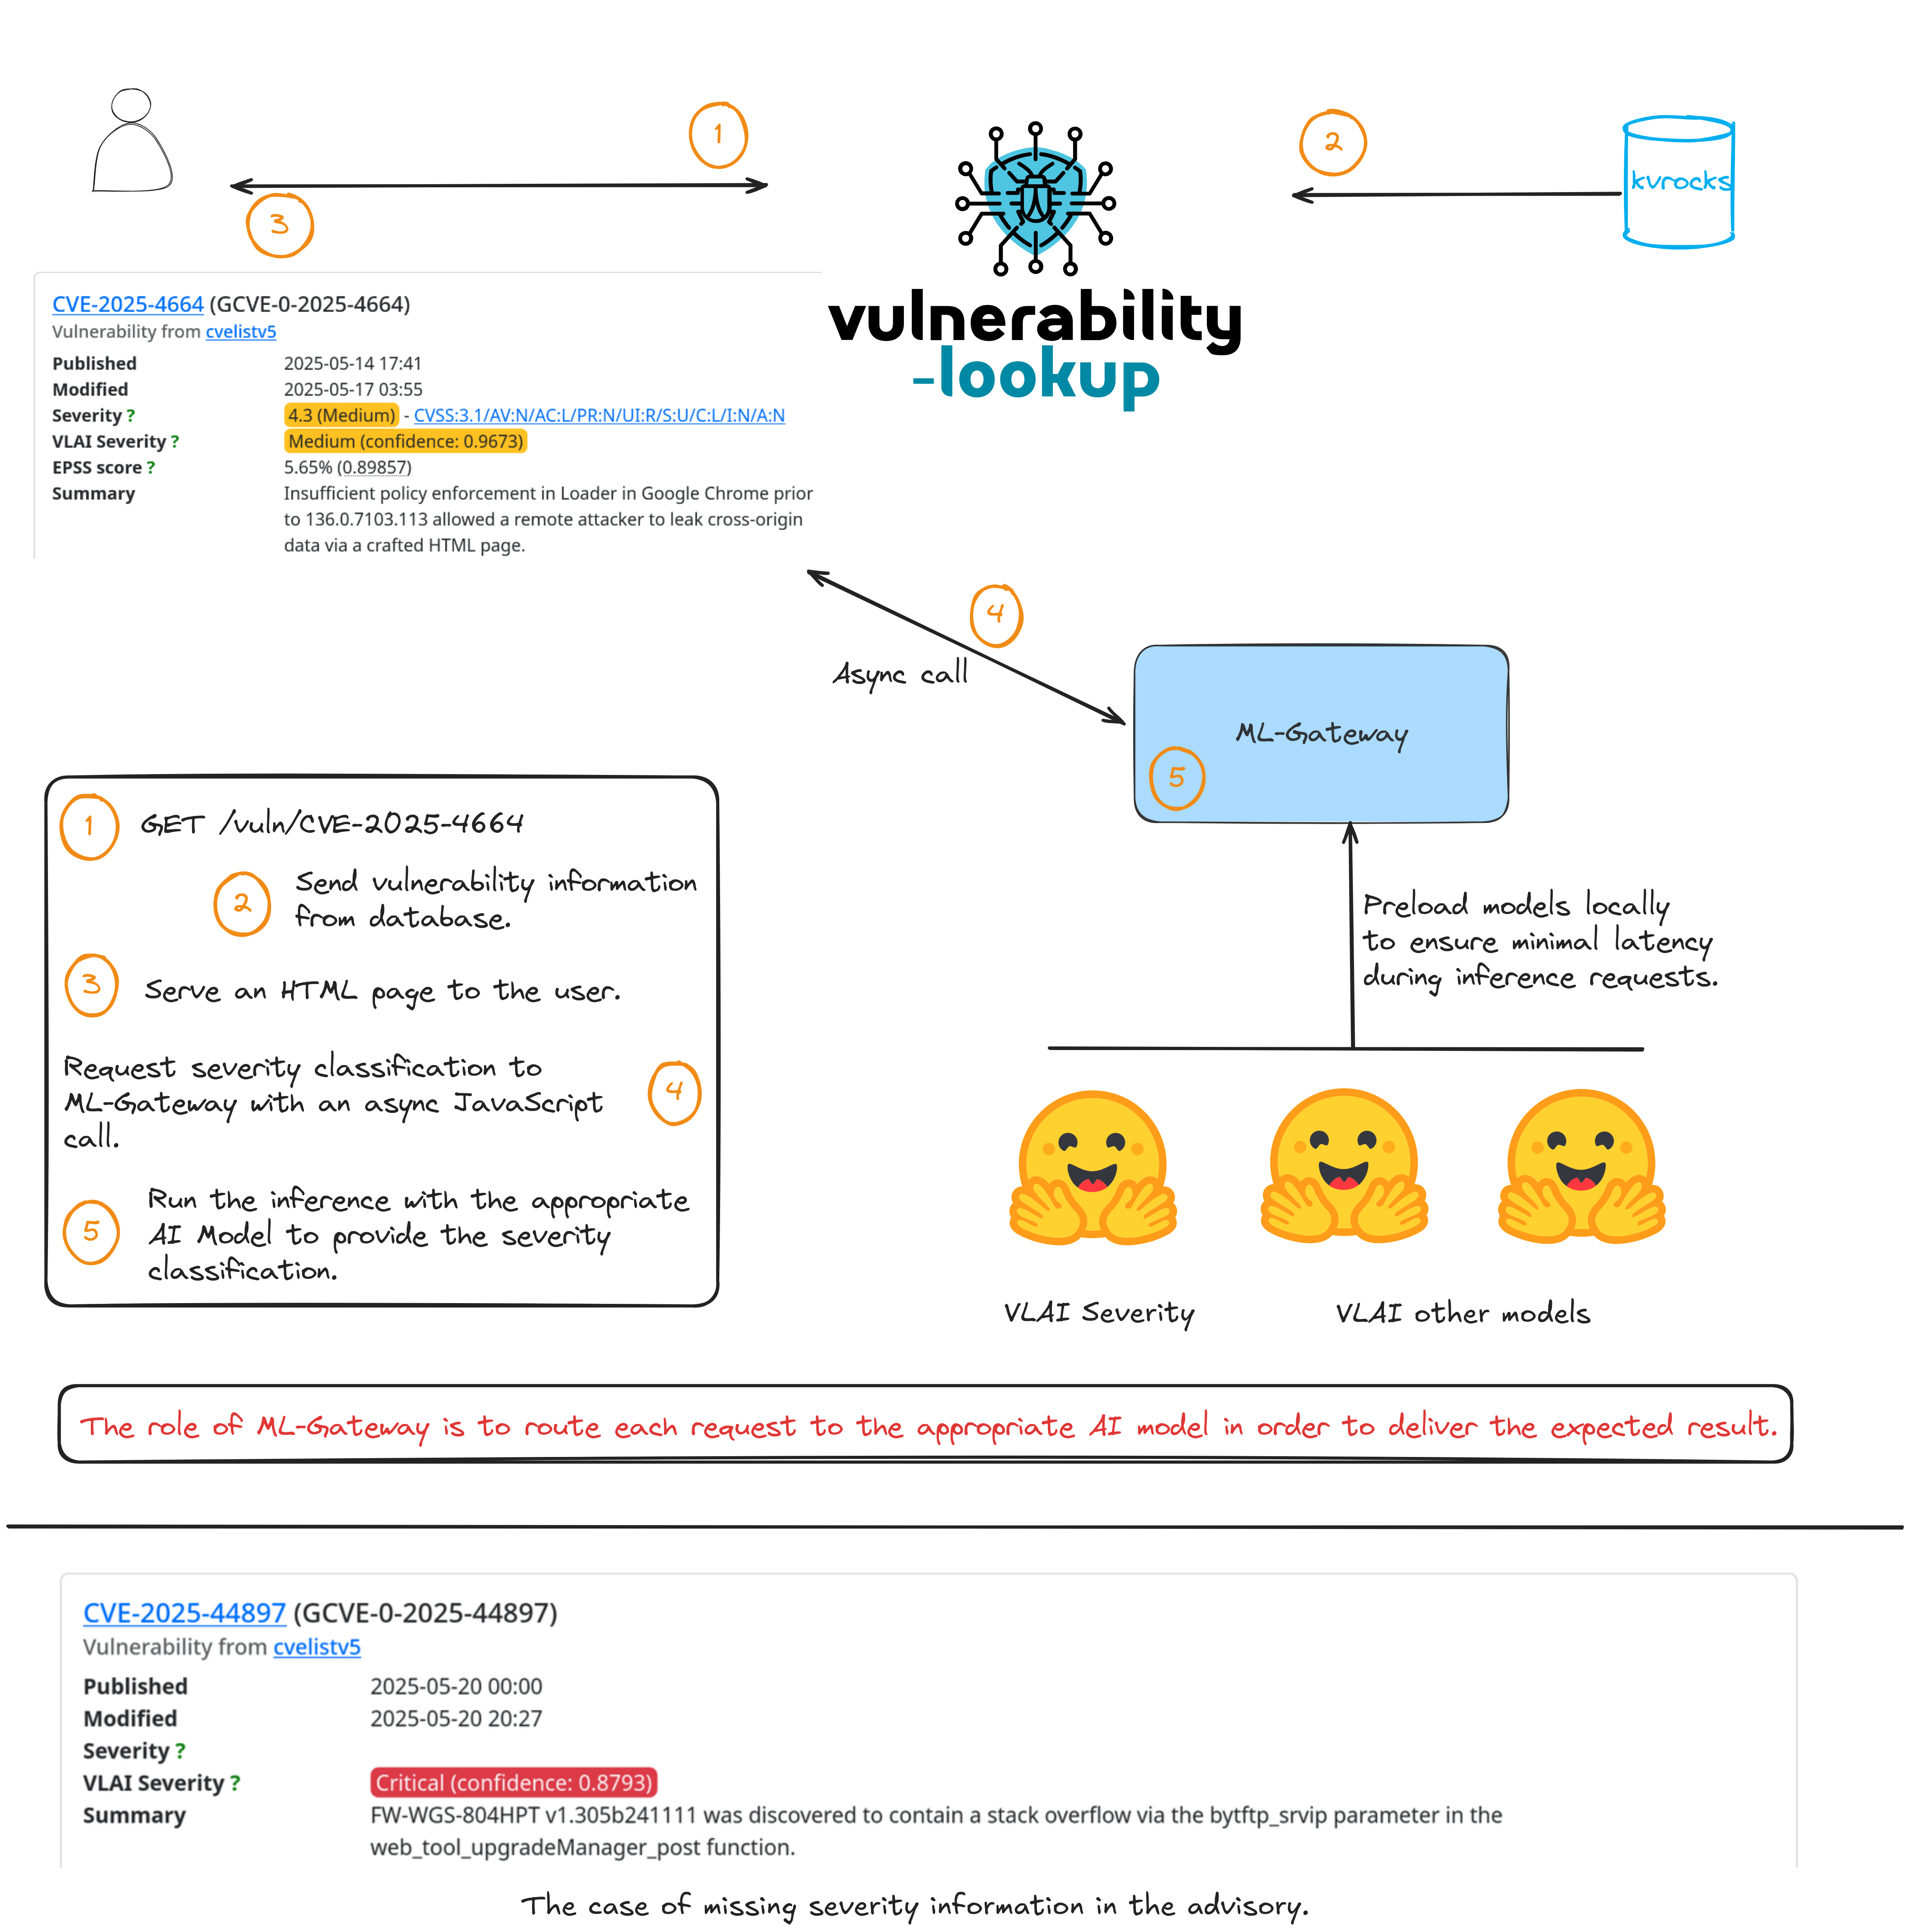 1
2
kvrocks
3
vulnerability
-lookup
CVE-2025-4664 (GCVE-0-2025-4664)
Vulnerability from cvelistv5
Published 2025-05-14 17:41
Modified 2025-05-17 03:55
Severity ? 4.3 (Medium) - CVSS:3.1/AV:N/AC:L/PR:N/UI:R/S:U/C:L/I:N/A:N
VLAI Severity ? Medium (confidence: 0.9673)
EPSS score ? 5.65% (0.89857)
Summary Insufficient policy enforcement in Loader in Google Chrome prior
to 136.0.7103.113 allowed a remote attacker to leak cross-origin
data via a crafted HTML page.
4
Async call
ML-Gateway
5
1 GET /vuln/CVE-2025-4664
2 Send vulnerability information
from database.
3 Serve an HTML page to the user.
Request severity classification to
ML-Gateway with an async JavaScript
call.
4
5 Run the inference with the appropriate
AI Model to provide the severity
classification.
Preload models locally
to ensure minimal latency
during inference requests.
VLAI Severity
VLAI other models
The role of ML-Gateway is to route each request to the appropriate AI model in order to deliver the expected result.
CVE-2025-44897 (GCVE-0-2025-44897)
Vulnerability from cvelistv5
Published 2025-05-20 00:00
Modified 2025-05-20 20:27
Severity ?
VLAI Severity ? Critical (confidence: 0.8793)
Summary FW-WGS-804HPT v1.305b241111 was discovered to contain a stack overflow via the bytftp_srvip parameter in the
web_tool_upgradeManager_post function.
The case of missing severity information in the advisory.